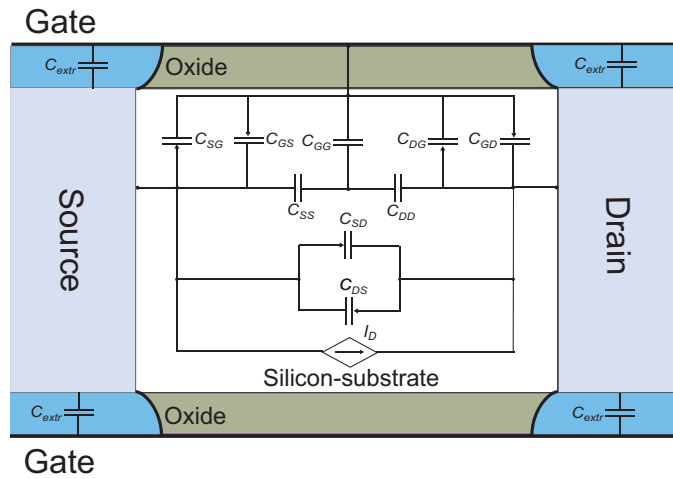 Gate
C_extr Oxide C_extr
C_SG C_GS C_GG C_DG C_GD
C_SS C_DD
C_SD
Source
Drain
C_DS
I_D
Silicon-substrate
C_extr Oxide C_extr
Gate